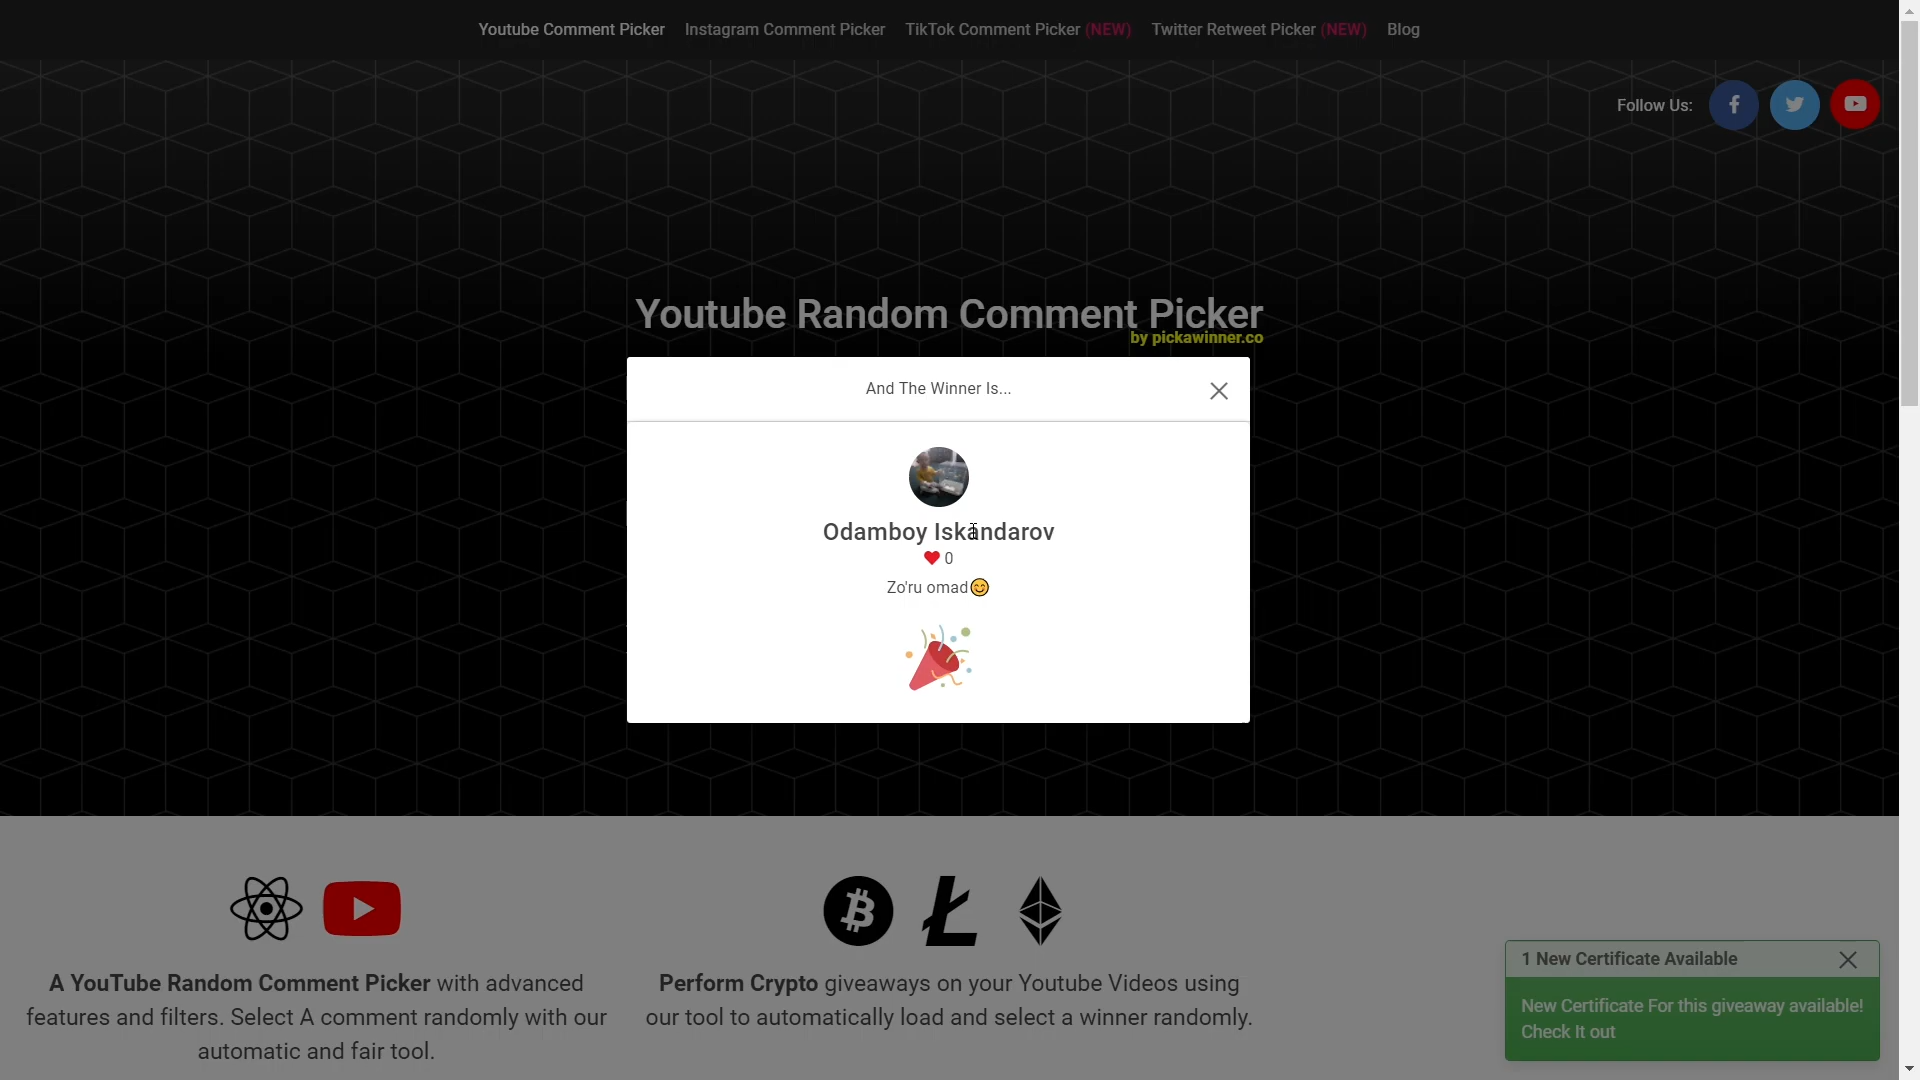 Youtube Comment Picker Instagram Comment Picker TikTok Comment Picker (NEW) Twitter Retweet Picker (NEW) Blog
Follow Us:
Youtube Random Comment Picker
by pickawinner.co
And The Winner Is...
Odamboy Iskandarov
0
Zo'ru omad😊
A YouTube Random Comment Picker with advanced
features and filters. Select A comment randomly with our
automatic and fair tool.
Perform Crypto giveaways on your Youtube Videos using
our tool to automatically load and select a winner randomly.
1 New Certificate Available
New Certificate For this giveaway available!
Check It out